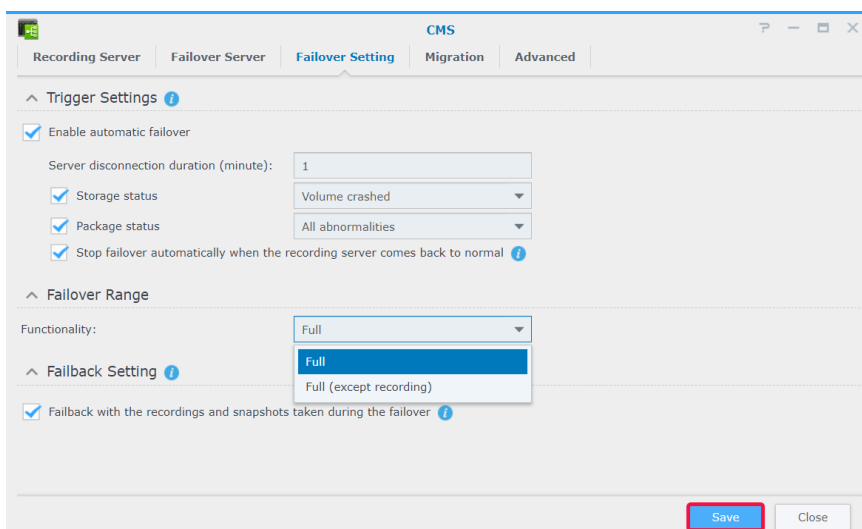 CMS
Recording Server Failover Server Failover Setting Migration Advanced
Trigger Settings
Enable automatic failover
Server disconnection duration (minute): 1
Storage status Volume crashed
Package status All abnormalities
Stop failover automatically when the recording server comes back to normal
Failover Range
Functionality: Full
Full
Full (except recording)
Failback Setting
Failback with the recordings and snapshots taken during the failover
Save Close